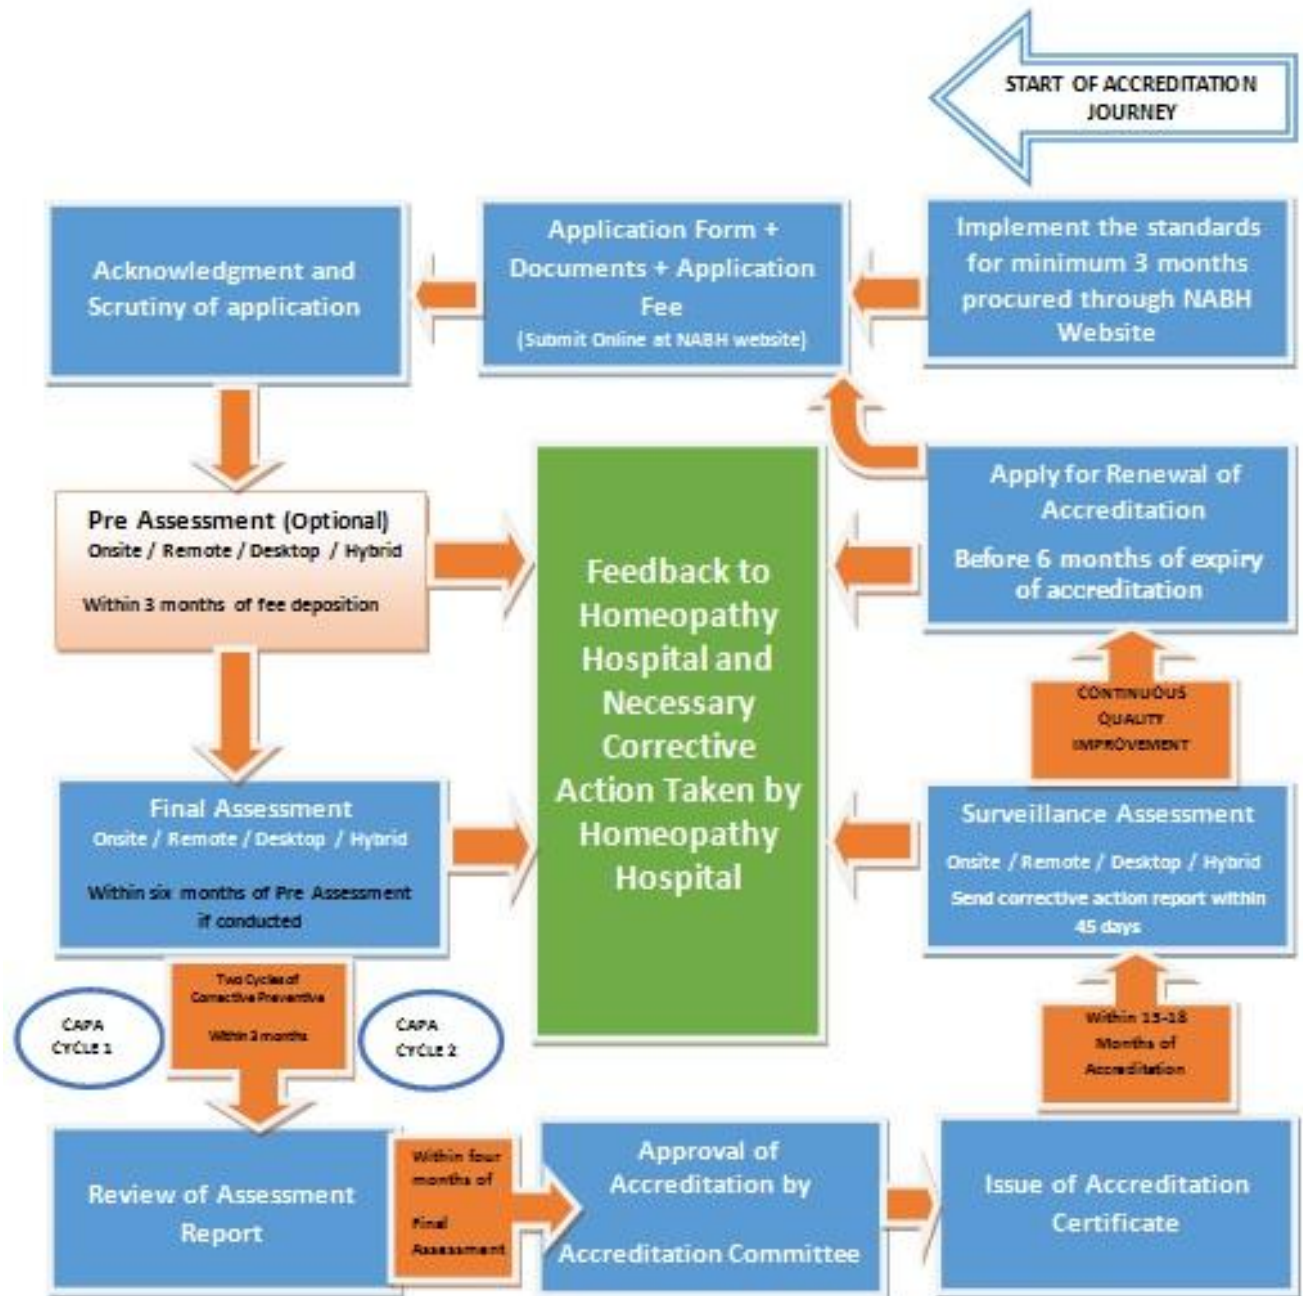 START OF ACCREDITATION
JOURNEY
Implement the standards
for minimum 3 months
procured through NABH
Website
Application Form +
Documents + Application
Fee
(Submit Online at NABH website)
Acknowledgment and
Scrutiny of application
Pre Assessment (Optional)
Onsite / Remote / Desktop / Hybrid
Within 3 months of fee deposition
Final Assessment
Onsite / Remote / Desktop / Hybrid
Within six months of Pre Assessment
if conducted
Two Cycles of
Corrective Preventive
Within months
CAPA
CYCLE 1
CAPA
CYCLE 2
Review of Assessment
Report
Within four
months of
Final
Assessment
Approval of
Accreditation by
Accreditation Committee
Issue of Accreditation
Certificate
Within 15-18
Months of
Accreditation
Surveillance Assessment
Onsite / Remote / Desktop / Hybrid
Send corrective action report within
45 days
CONTINUOUS
QUALITY
IMPROVEMENT
Apply for Renewal of
Accreditation
Before 6 months of expiry
of accreditation
Feedback to
Homeopathy
Hospital and
Necessary
Corrective
Action Taken by
Homeopathy
Hospital